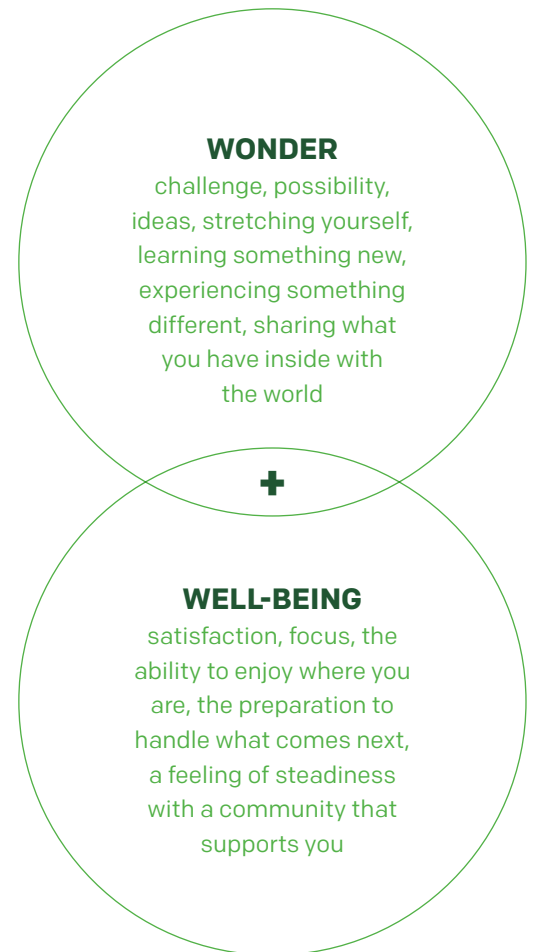 WONDER
challenge, possibility,
ideas, stretching yourself,
learning something new,
experiencing something
different, sharing what
you have inside with
the world
+
WELL-BEING
satisfaction, focus, the
ability to enjoy where you
are, the preparation to
handle what comes next,
a feeling of steadiness
with a community that
supports you